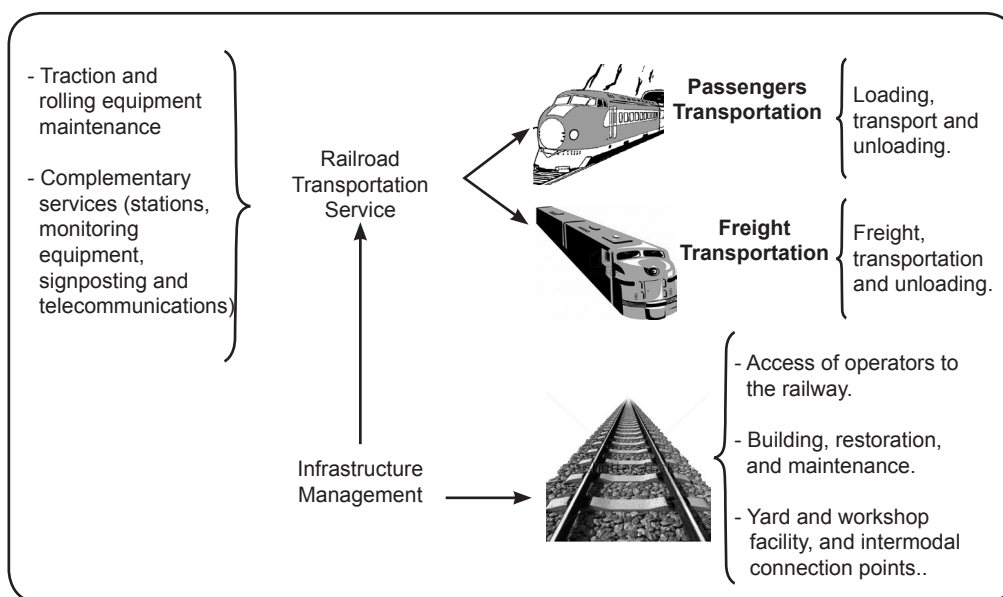 - Traction and
rolling equipment
maintenance
- Complementary
services (stations,
monitoring
equipment,
signposting and
telecommunications)
Railroad
Transportation
Service
Passengers
Transportation
Loading,
transport and
unloading.
Freight
Transportation
Freight,
transportation
and unloading.
Infrastructure
Management
- Access of operators to
the railway.
- Building, restoration,
and maintenance.
- Yard and workshop
facility, and intermodal
connection points..